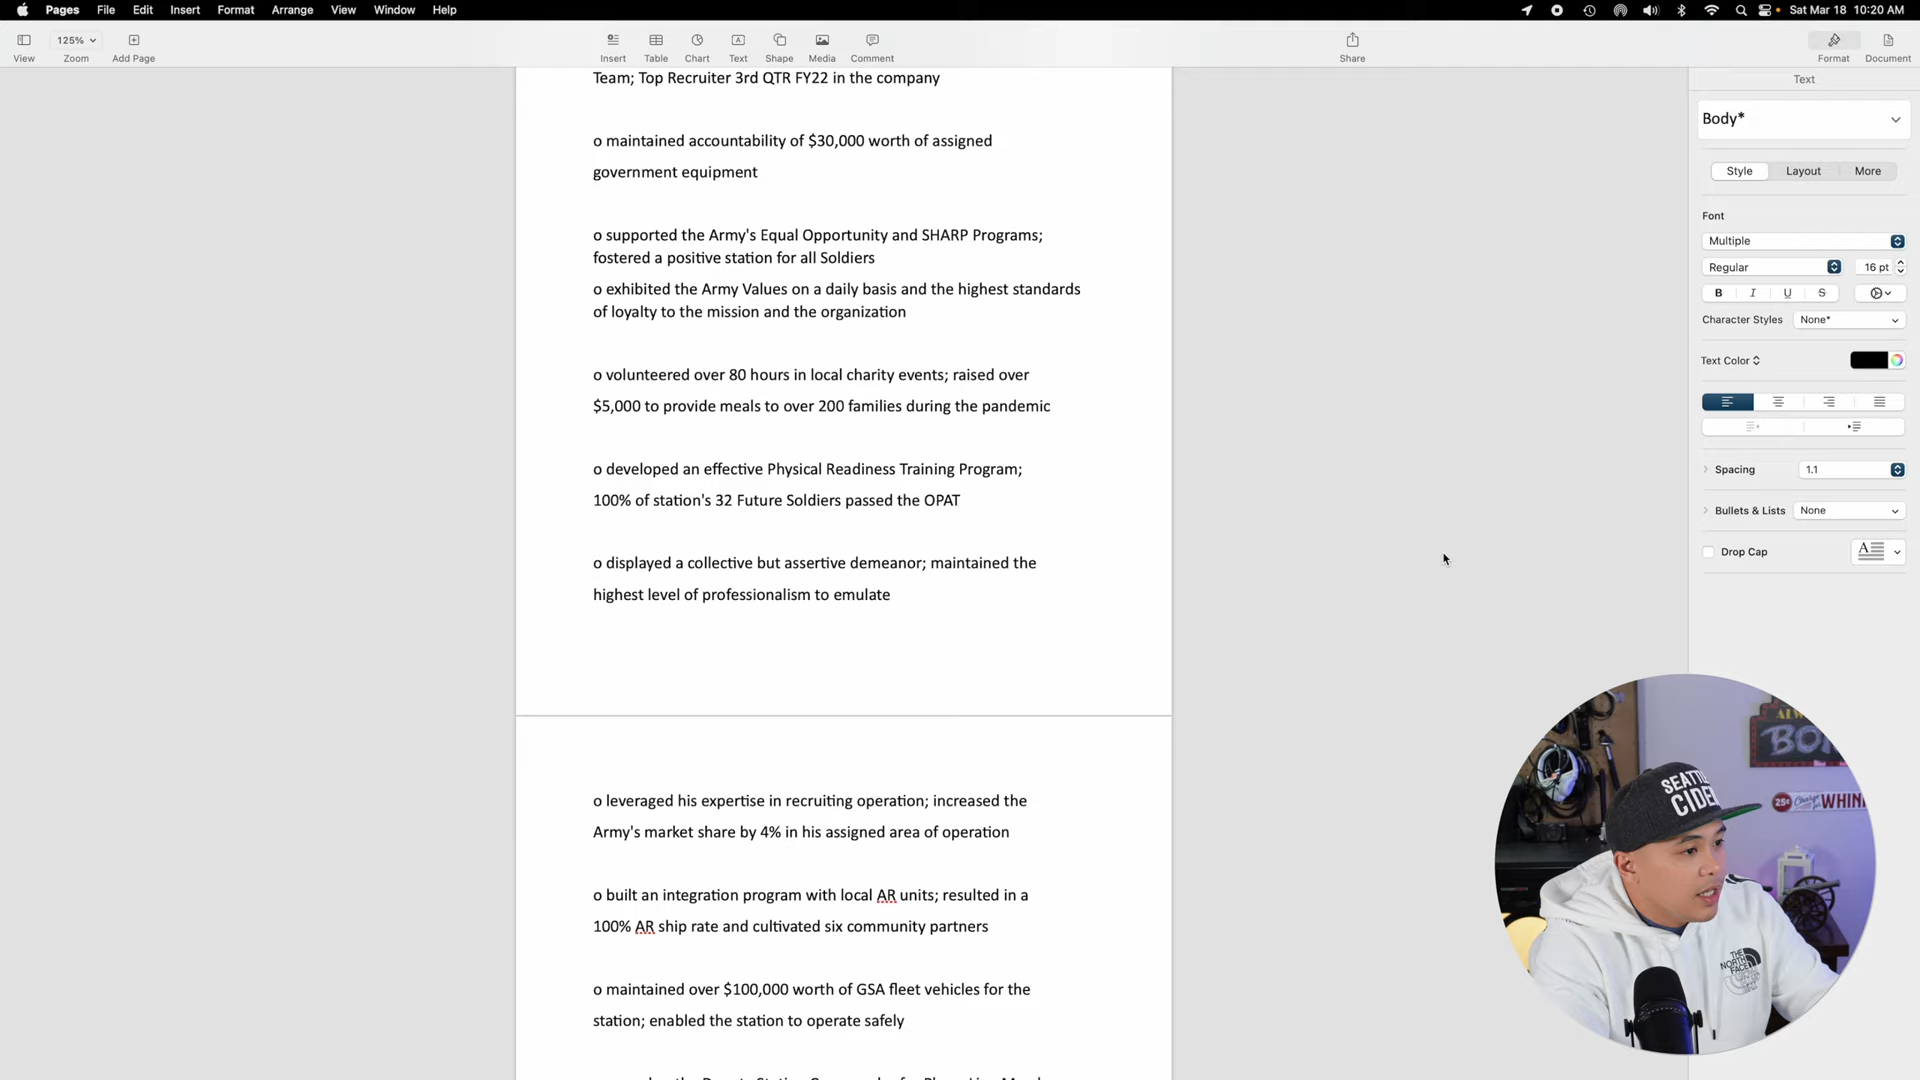 Pages File Edit Insert Format Arrange View Window Help
Sat Mar 18 10:20 AM
125%
View Zoom Add Page
Insert Table Chart Text Shape Media Comment
Share
Format Document
Team; Top Recruiter 3rd QTR FY22 in the company
o maintained accountability of $30,000 worth of assigned
government equipment
o supported the Army's Equal Opportunity and SHARP Programs;
fostered a positive station for all Soldiers
o exhibited the Army Values on a daily basis and the highest standards
of loyalty to the mission and the organization
o volunteered over 80 hours in local charity events; raised over
$5,000 to provide meals to over 200 families during the pandemic
o developed an effective Physical Readiness Training Program;
100% of station's 32 Future Soldiers passed the OPAT
o displayed a collective but assertive demeanor; maintained the
highest level of professionalism to emulate
o leveraged his expertise in recruiting operation; increased the
Army's market share by 4% in his assigned area of operation
o built an integration program with local AR units; resulted in a
100% AR ship rate and cultivated six community partners
o maintained over $100,000 worth of GSA fleet vehicles for the
station; enabled the station to operate safely
Text
Body*
Style Layout More
Font
Multiple
Regular 16 pt
B I U S
Character Styles None*
Text Color
Spacing 1.1
Bullets & Lists None
Drop Cap A
25¢
SEATTLE
CIDER
THE
NORTH
FACE